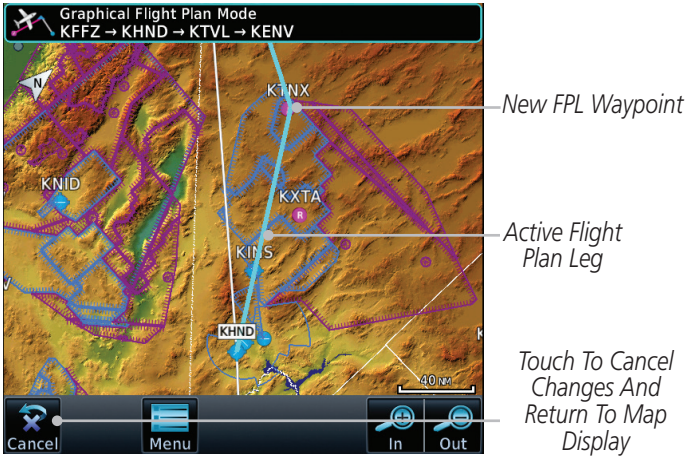 Graphical Flight Plan Mode
KFFZ → KHND → KTVL → KENV
N
KTNX
New FPL Waypoint
KNID
KXTA
R
Active Flight
Plan Leg
KINS
KHND
40 NM
Touch To Cancel
Changes And
Return To Map
Display
Cancel
Menu
In
Out